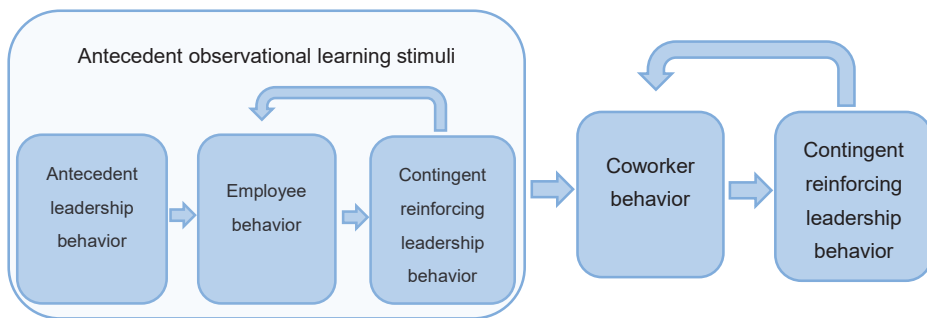 Antecedent observational learning stimuli
Antecedent
leadership
behavior
Employee
behavior
Contingent
reinforcing
leadership
behavior
Coworker
behavior
Contingent
reinforcing
leadership
behavior